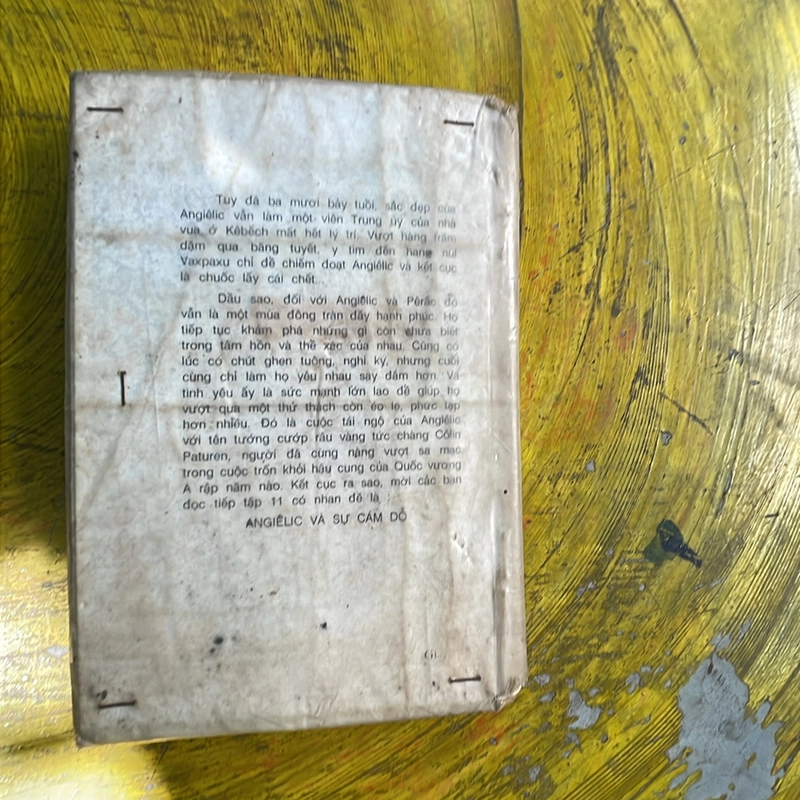 Tuy đã ba mươi bảy tuổi, sắc đẹp của
Angiêlic vẫn làm một viên Trung úy của nhà
vua ở Kêbếch mất hết lý trí. Vượt hàng trăm
dặm qua băng tuyết, y tìm đến hang núi
Vaxpaxu chỉ để chiếm đoạt Angiêlic và kết cục
là chuốc lấy cái chết...
Dầu sao, đối với Angiêlic và Pêrắc đó
vẫn là một mùa đông tràn đầy hạnh phúc. Họ
tiếp tục khám phá những gì còn chưa biết
trong tâm hồn và thể xác của nhau. Cũng có
lúc có chút ghen tuông, nghi kỵ, nhưng cuối
cùng chỉ làm họ yêu nhau say đắm hơn. Và
tình yêu ấy là sức mạnh lớn lao để giúp họ
vượt qua một thử thách còn éo le, phức tạp
hơn nhiều. Đó là cuộc tái ngộ của Angiêlic
với tên tướng cướp râu vàng tức chàng Côlin
Paturen, người đã cùng nàng vượt sa mạc
trong cuộc trốn khỏi hậu cung của Quốc vương
A rập năm nào. Kết cục ra sao, mời các bạn
đọc tiếp tập 11 có nhan đề là :
ANGIÊLIC VÀ SỰ CÁM DỖ